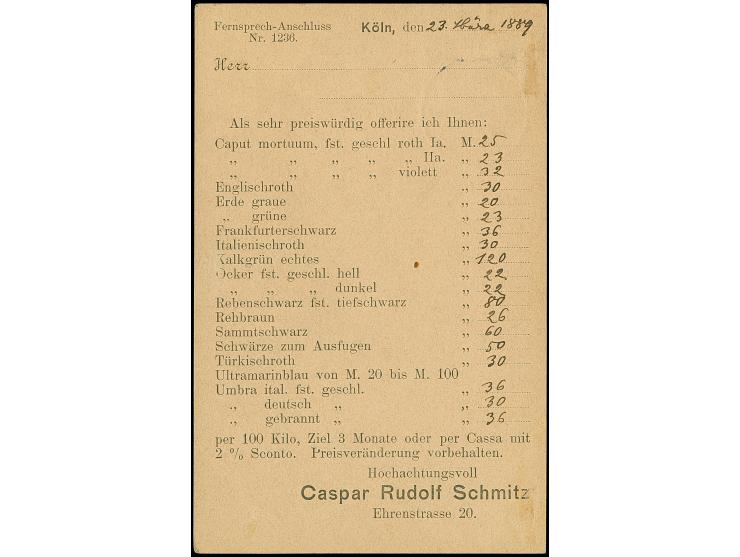 Fernsprech-Anschluss
Nr. 1236.
Köln, den 23. März 1889
Herr
Als sehr preiswürdig offerire ich Ihnen:
Caput mortuum, fst. geschl roth Ia, M. 25
„ „ „ „ „ IIa. „ 23
„ „ „ „ violett „ 32
Englischroth „ 30
Erde graue „ 20
„ grüne „ 23
Frankfurterschwarz „ 36
Italienischroth „ 30
Kalkgrün echtes „ 120
Ocker fst. geschl. hell „ 22
„ „ „ dunkel „ 22
Rebenschwarz fst. tiefschwarz „ 80
Rehbraun „ 26
Sammtschwarz „ 60
Schwärze zum Ausfugen „ 50
Türkischroth „ 30
Ultramarinblau von M. 20 bis M. 100
Umbra ital. fst. geschl. „ 36
„ deutsch „ „ 30
„ gebrannt „ „ 36
per 100 Kilo, Ziel 3 Monate oder per Cassa mit
2 % Sconto. Preisveränderung vorbehalten.
Hochachtungsvoll
Caspar Rudolf Schmitz
Ehrenstrasse 20.